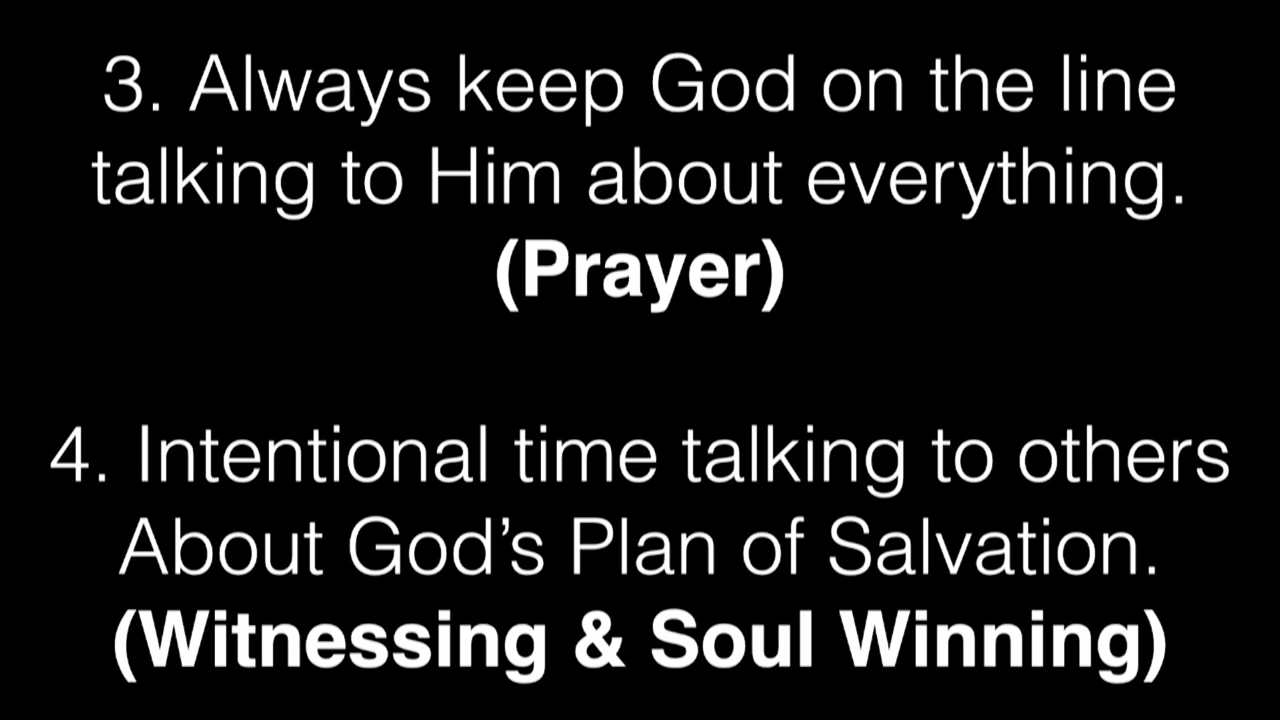 3. Always keep God on the line
talking to Him about everything.
(Prayer)
4. Intentional time talking to others
About God’s Plan of Salvation.
(Witnessing & Soul Winning)